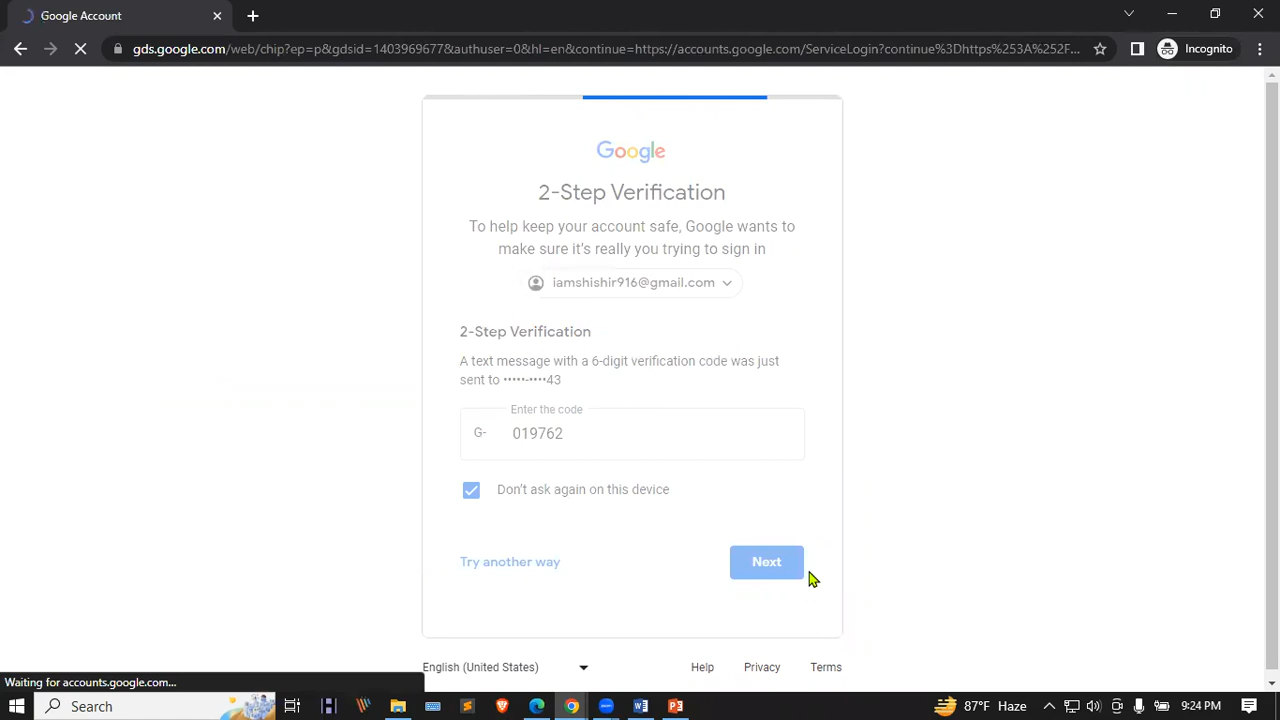 Google Account
gds.google.com/web/chip?ep=p&gdsid=1403969677&authuser=0&hl=en&continue=https://accounts.google.com/ServiceLogin?continue%3Dhttps%253A%252F...
Incognito
Google
2-Step Verification
To help keep your account safe, Google wants to
make sure it's really you trying to sign in
iamshishir916@gmail.com
2-Step Verification
A text message with a 6-digit verification code was just
sent to •••••-••••43
Enter the code
G- 019762
Don't ask again on this device
Try another way
Next
English (United States)
Help
Privacy
Terms
Waiting for accounts.google.com...
Search
87°F Haze
9:24 PM